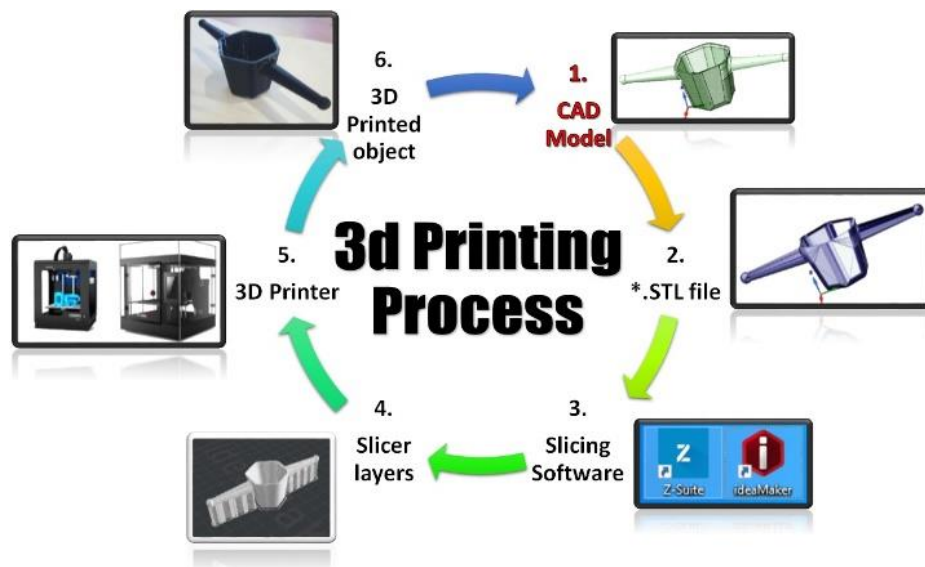 3d Printing
Process
1.
CAD
Model
2.
*.STL file
3.
Slicing
Software
Z-Suite
ideaMaker
4.
Slicer
layers
5.
3D Printer
6.
3D
Printed
object